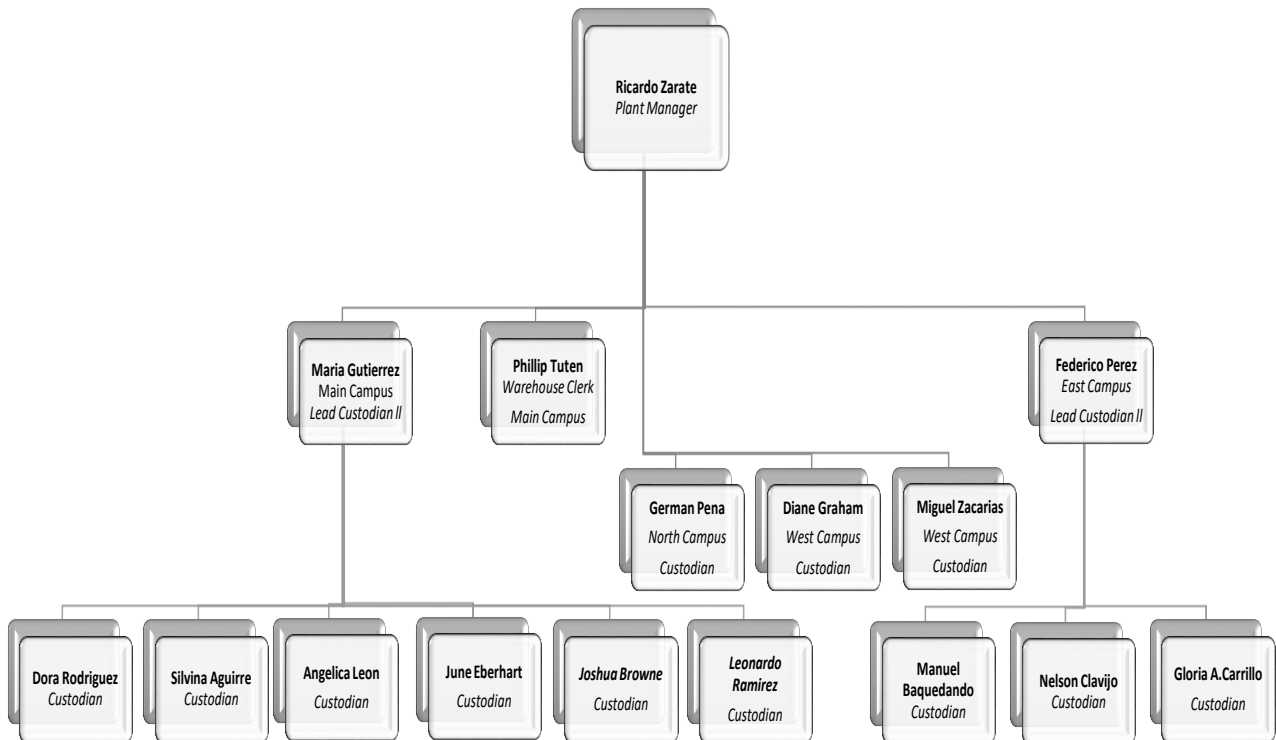 Ricardo Zarate
Plant Manager
Maria Gutierrez
Main Campus
Lead Custodian ll
Phillip Tuten
Warehouse Clerk
Main Campus
Federico Perez
East Campus
Lead Custodian ll
German Pena
North Campus
Custodian
Diane Graham
West Campus
Custodian
Miguel Zacarias
West Campus
Custodian
Dora Rodriguez
Custodian
Silvina Aguirre
Custodian
Angelica Leon
Custodian
June Eberhart
Custodian
Joshua Browne
Custodian
Leonardo
Ramirez
Custodian
Manuel
Baquedando
Custodian
Nelson Clavijo
Custodian
Gloria A.Carrillo
Custodian